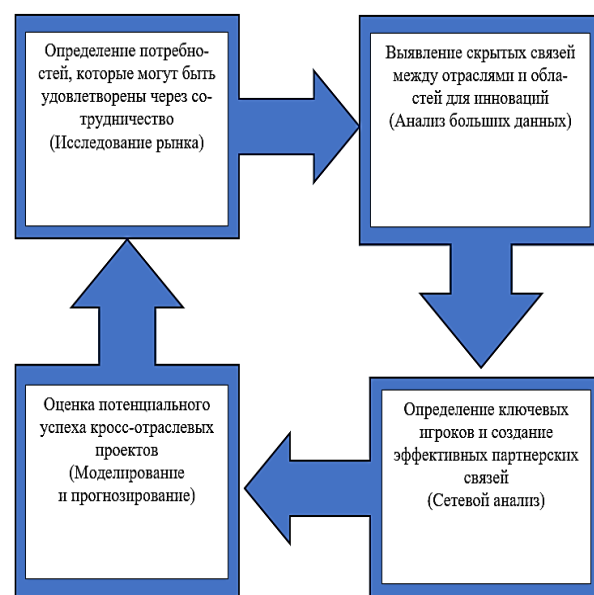 Определение потребно-
стей, которые могут быть
удовлетворены через со-
трудничество
(Исследование рынка)
Выявление скрытых связей
между отраслями и обла-
стей для инноваций
(Анализ больших данных)
Определение ключевых
игроков и создание
эффективных партнерских
связей
(Сетевой анализ)
Оценка потенциального
успеха кросс-отраслевых
проектов
(Моделирование
и прогнозирование)